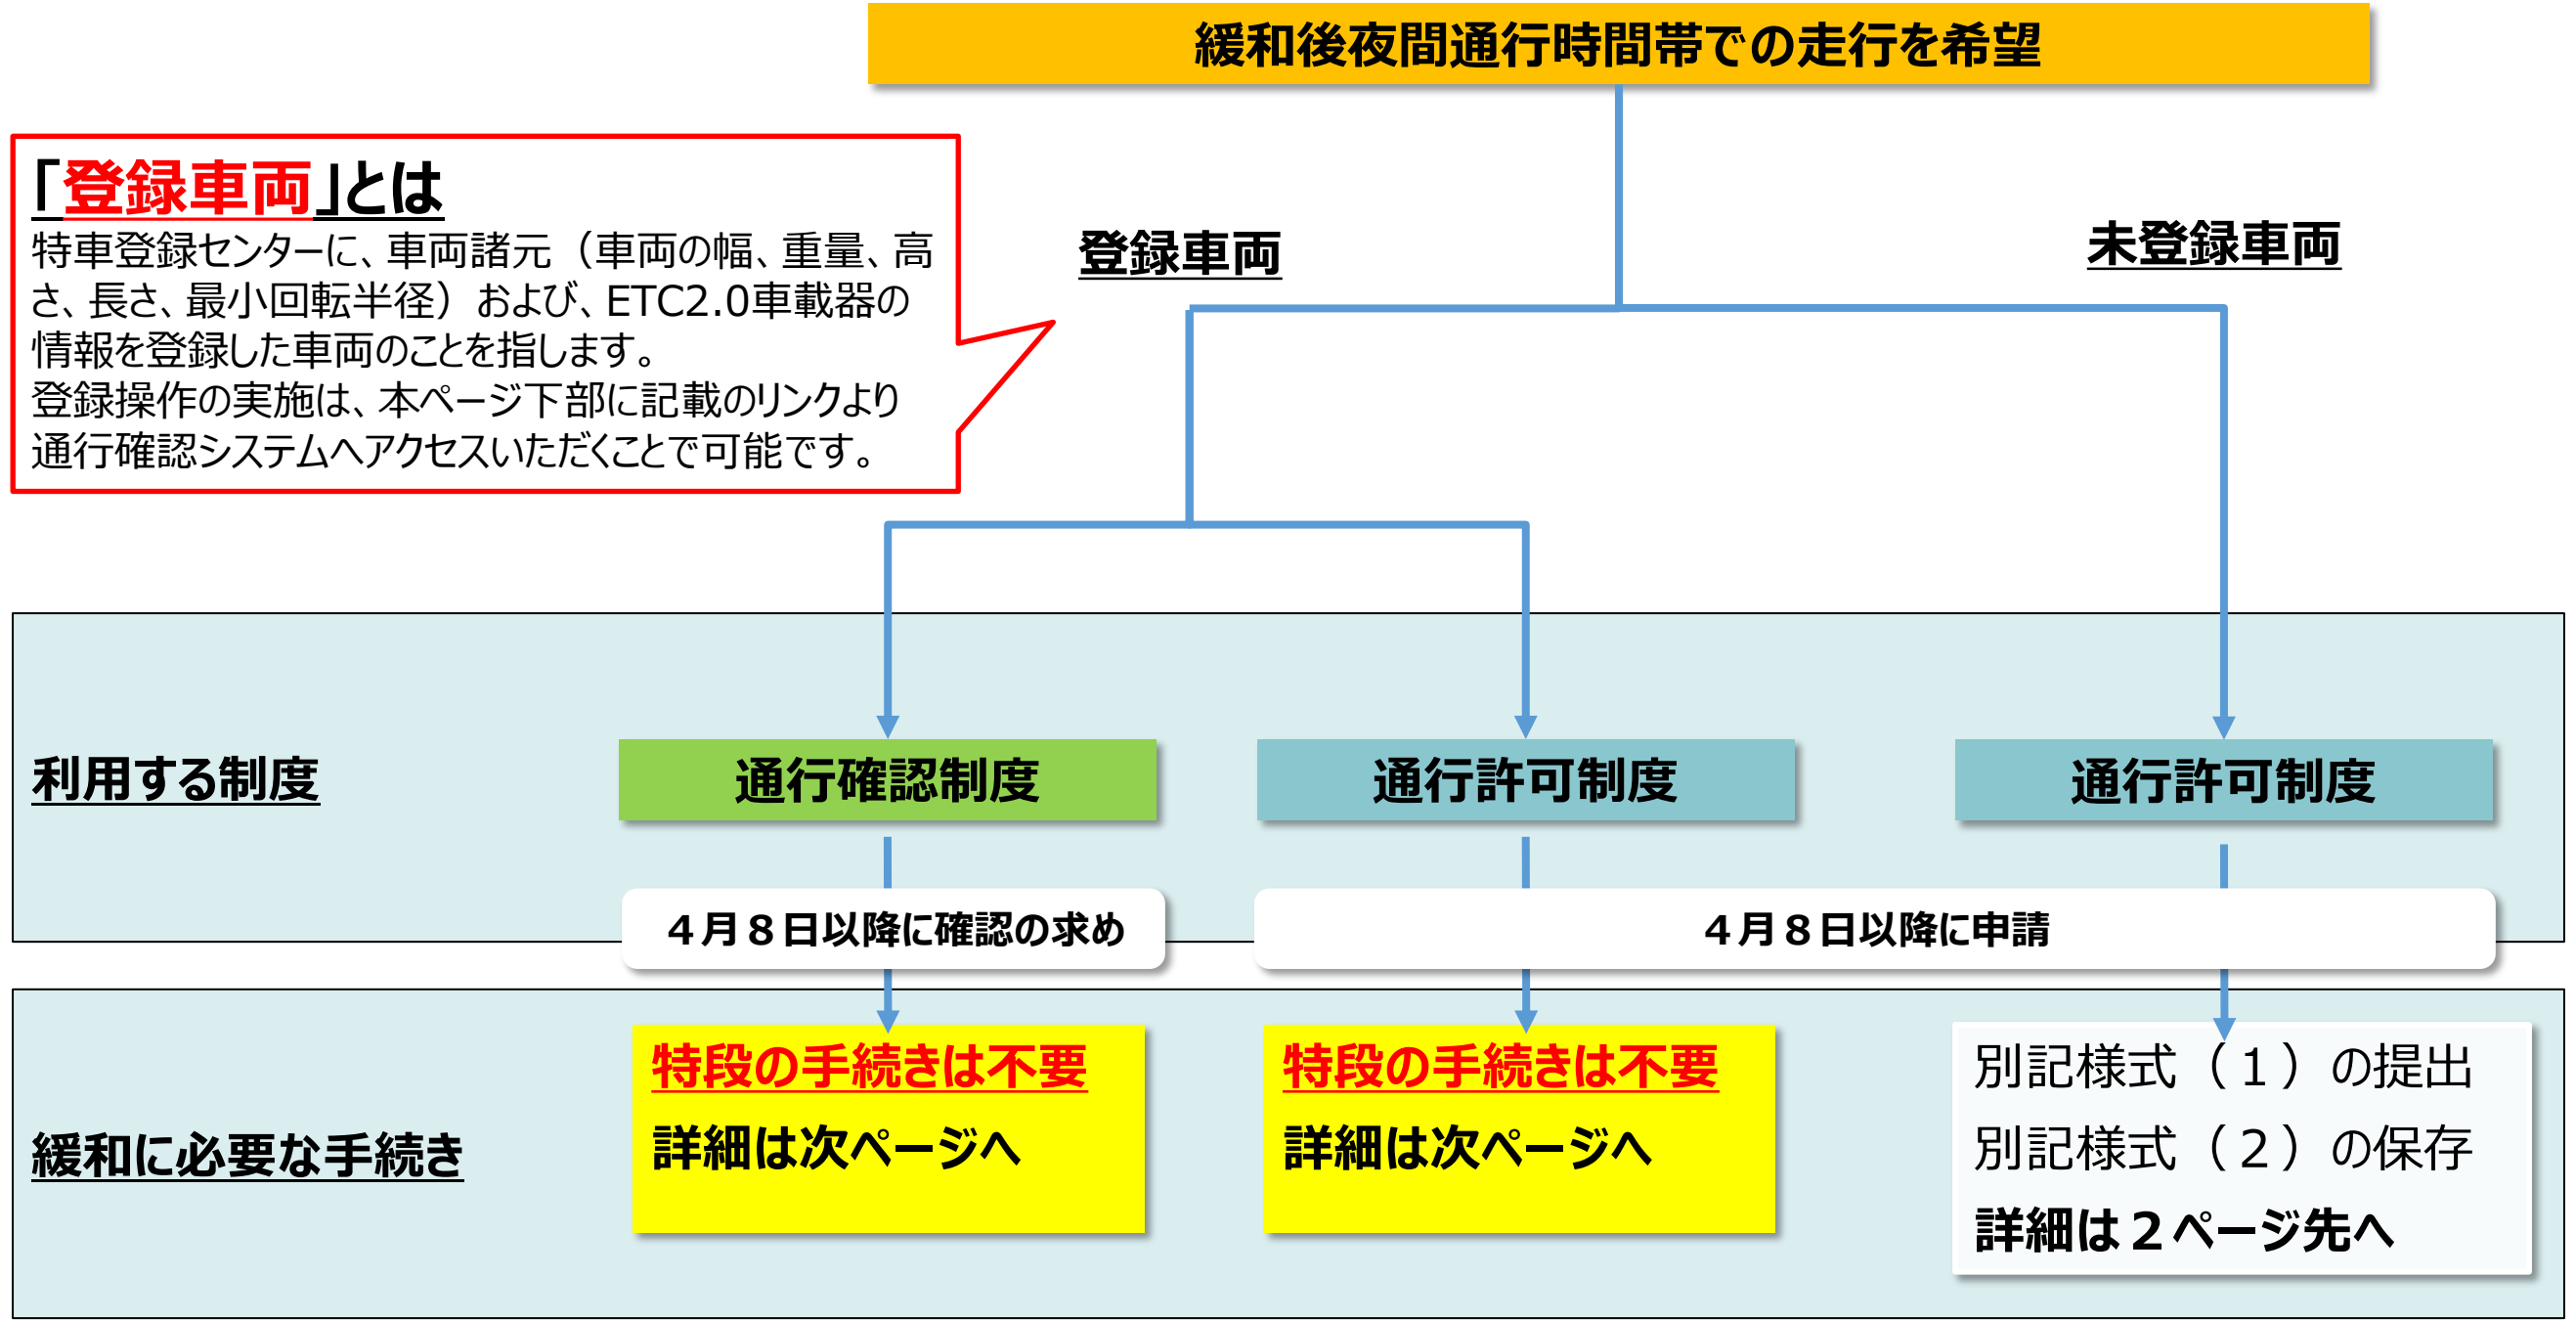 緩和後夜間通行時間帯での走行を希望
「登録車両」とは
特車登録センターに、車両諸元（車両の幅、重量、高
さ、長さ、最小回転半径）および、ETC2.0車載器の
情報を登録した車両のことを指します。
登録操作の実施は、本ページ下部に記載のリンクより
通行確認システムへアクセスいただくことで可能です。
登録車両
未登録車両
利用する制度
通行確認制度
通行許可制度
通行許可制度
４月８日以降に確認の求め
４月８日以降に申請
緩和に必要な手続き
特段の手続きは不要
詳細は次ページへ
特段の手続きは不要
詳細は次ページへ
別記様式（１）の提出
別記様式（２）の保存
詳細は２ページ先へ